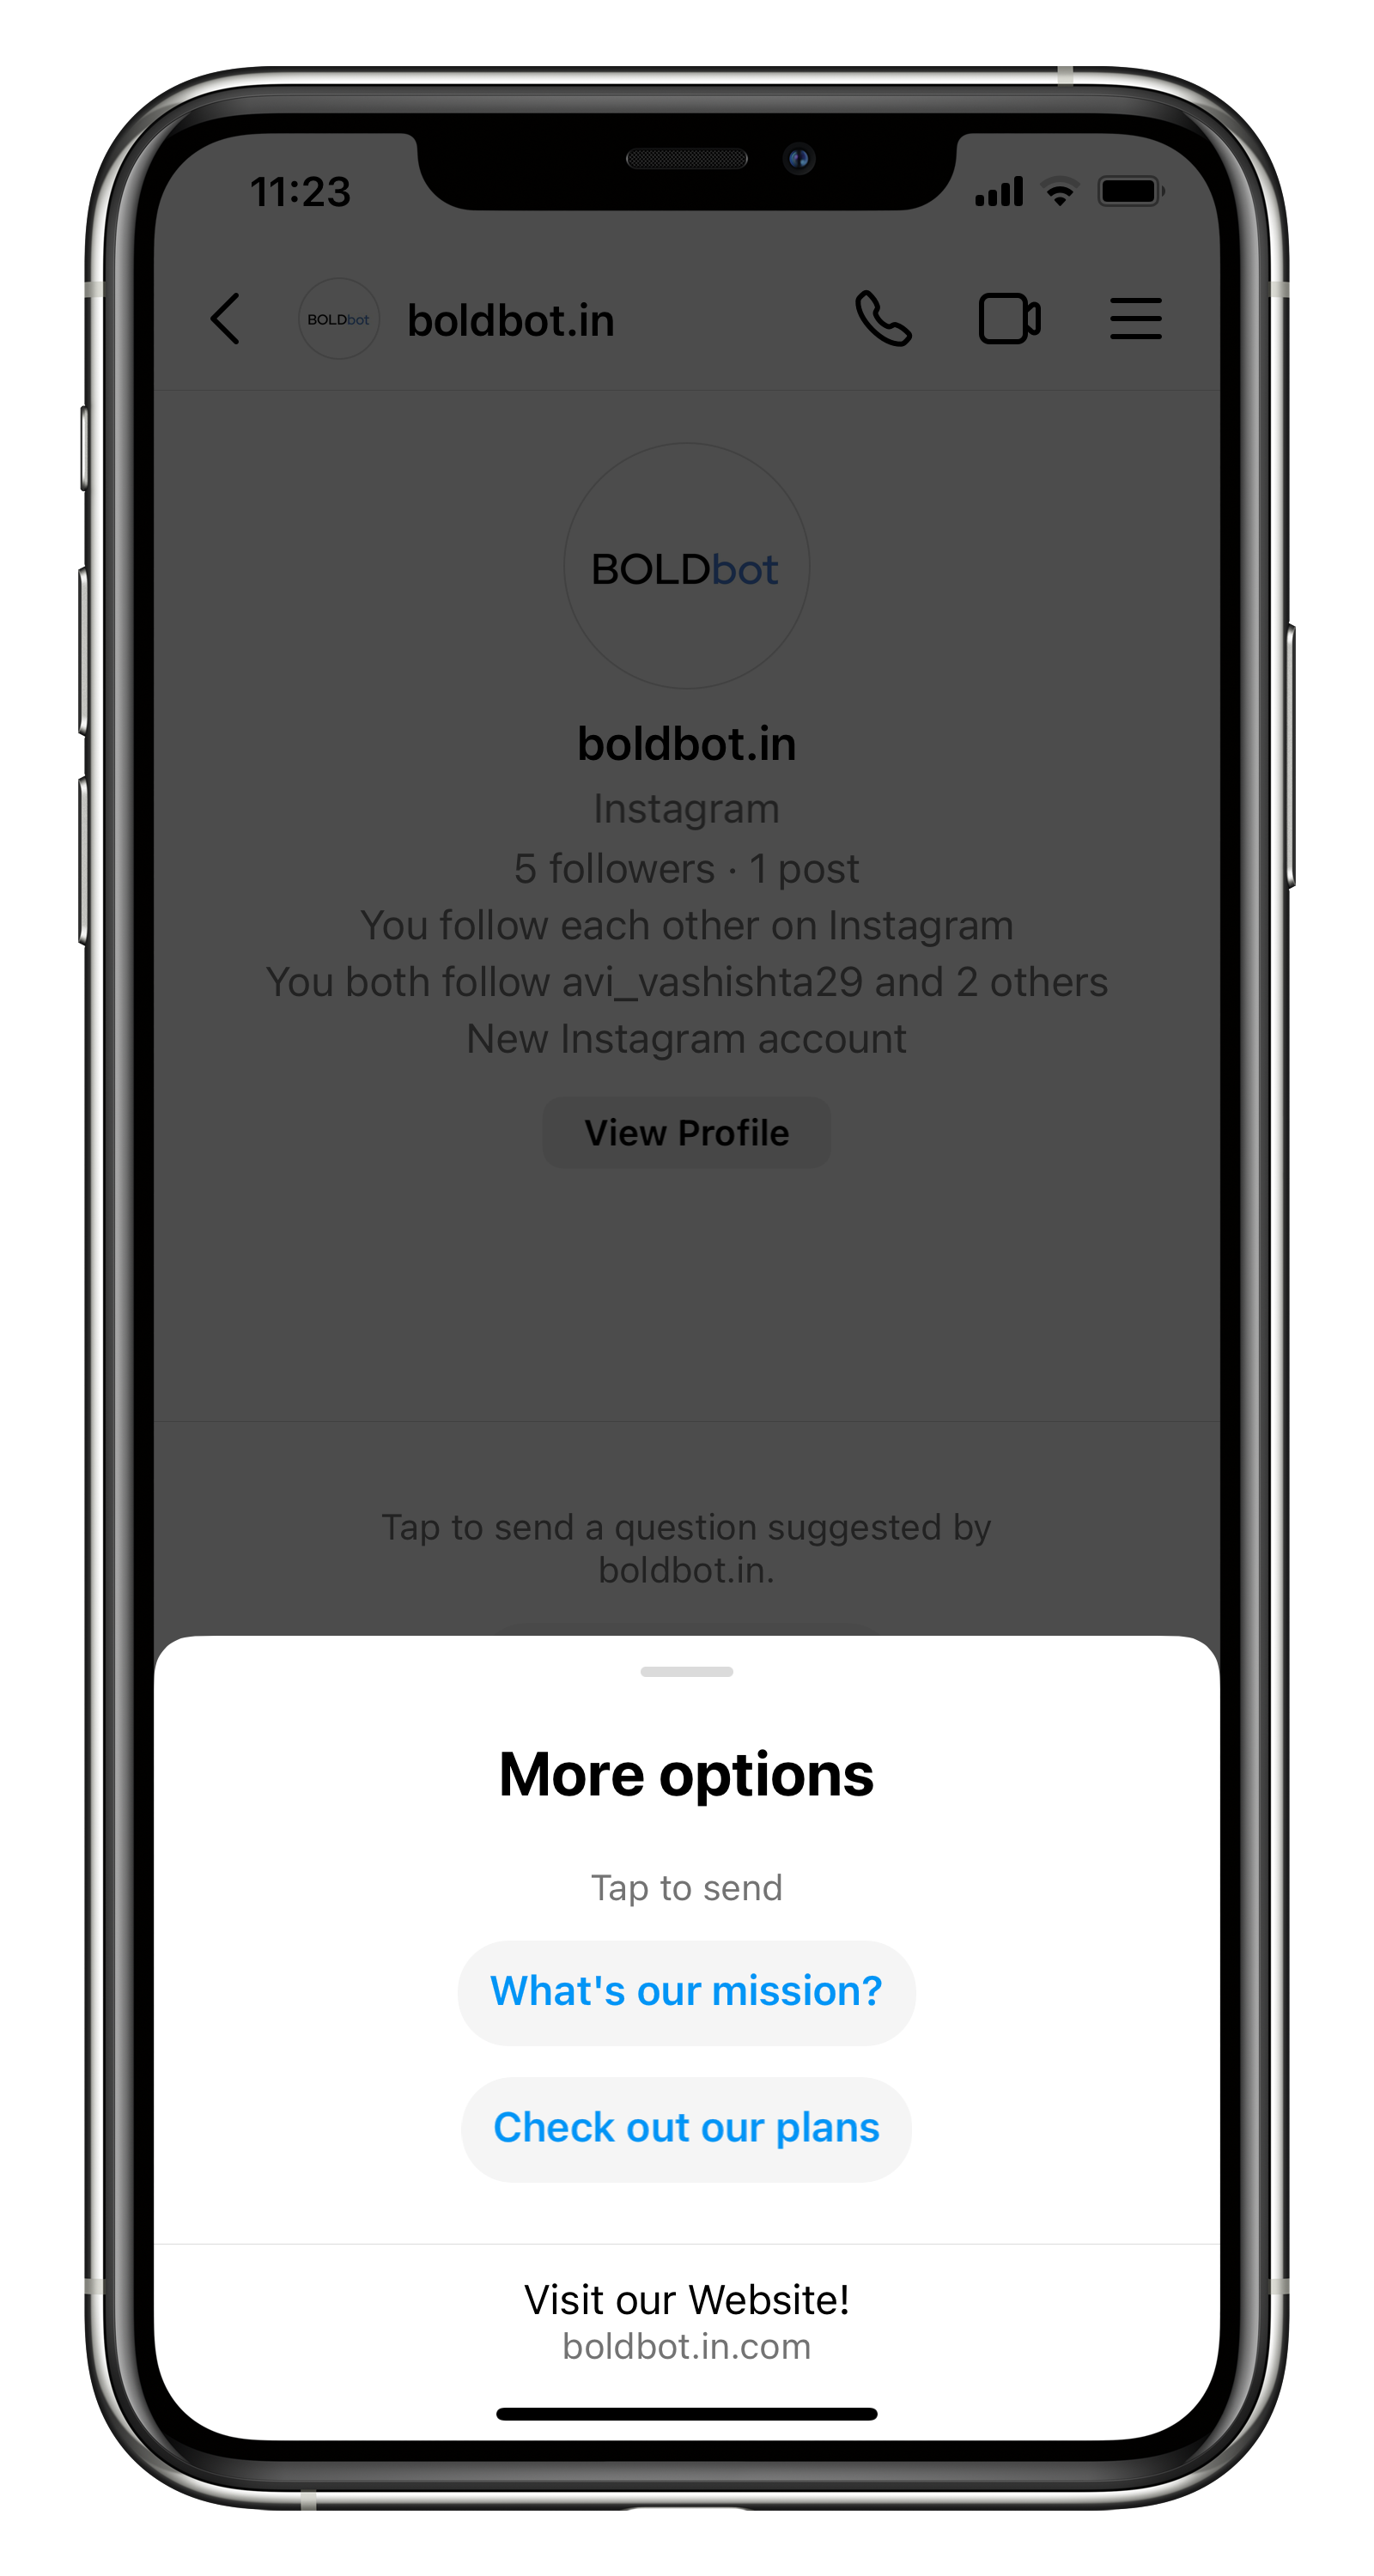 11:23
BOLDbot
boldbot.in
BOLDbot
boldbot.in
Instagram
5 followers · 1 post
You follow each other on Instagram
You both follow avi_vashishta29 and 2 others
New Instagram account
View Profile
Tap to send a question suggested by
boldbot.in.
More options
Tap to send
What's our mission?
Check out our plans
Visit our Website!
boldbot.in.com